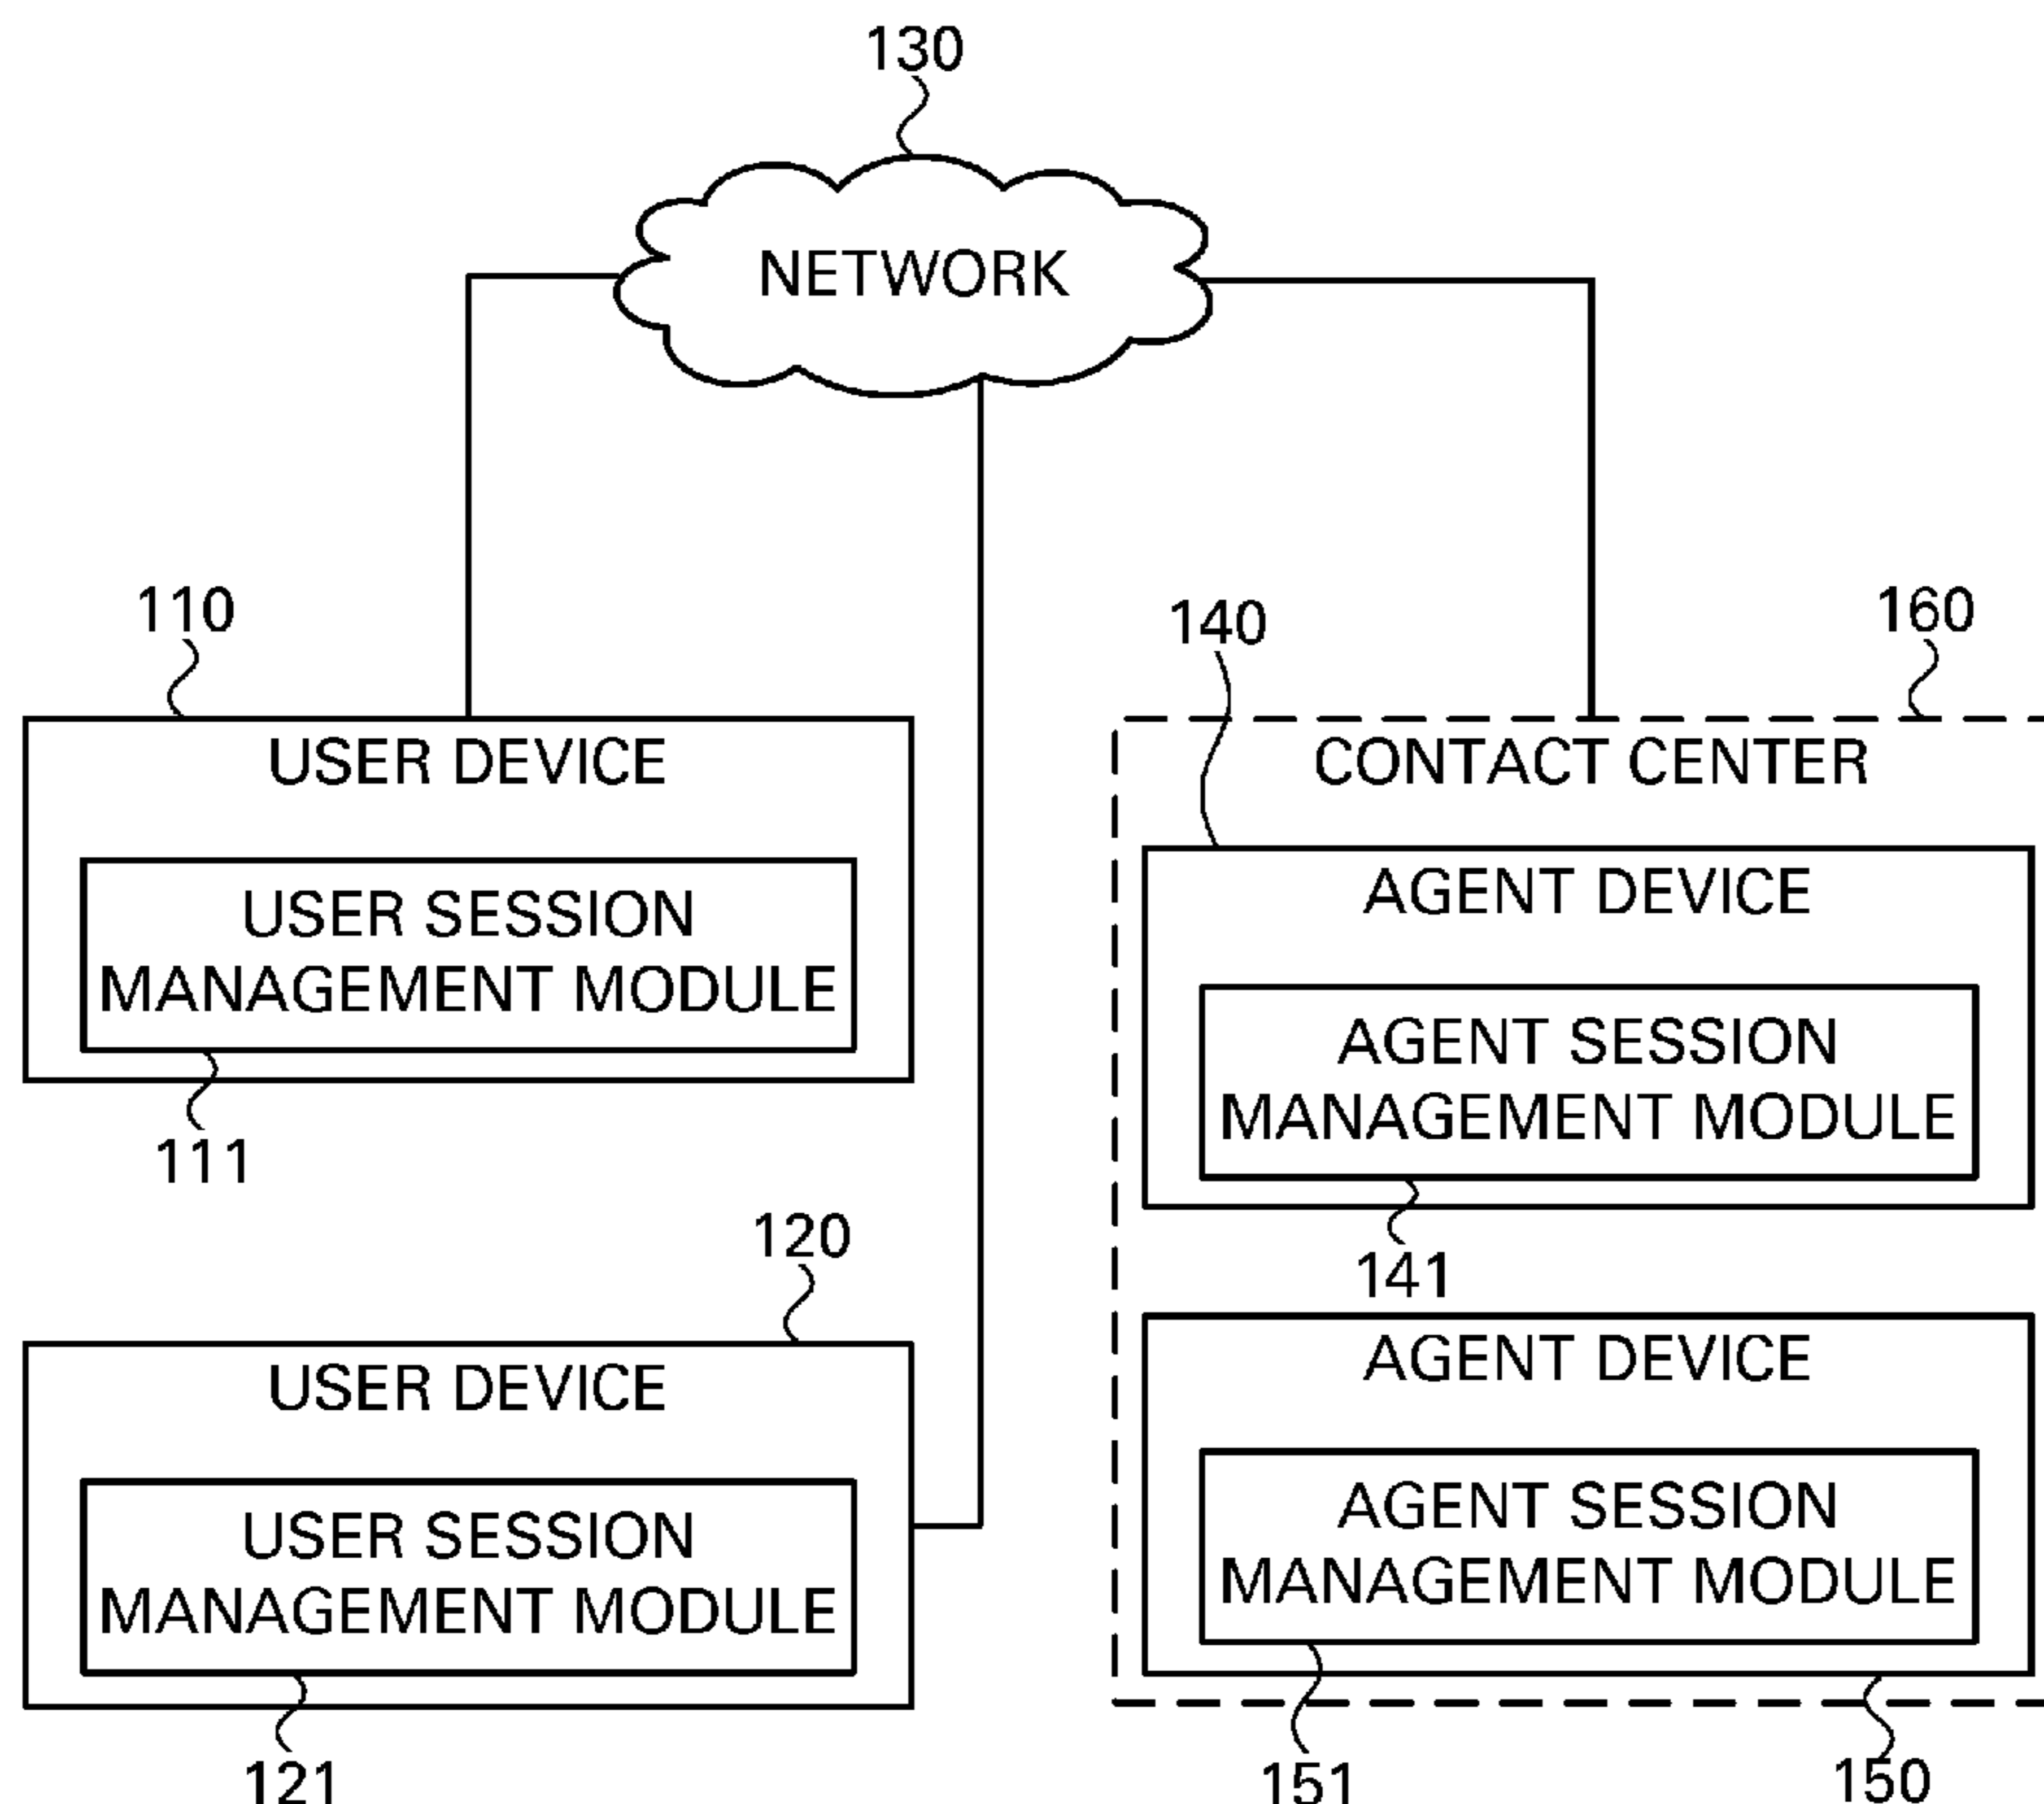 130
NETWORK
110
140
160
USER DEVICE
CONTACT CENTER
USER SESSION
MANAGEMENT MODULE
AGENT DEVICE
AGENT SESSION
MANAGEMENT MODULE
111
141
120
USER DEVICE
AGENT DEVICE
USER SESSION
MANAGEMENT MODULE
AGENT SESSION
MANAGEMENT MODULE
121
151
150